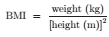 BMI = weight (kg) / [height (m)]²